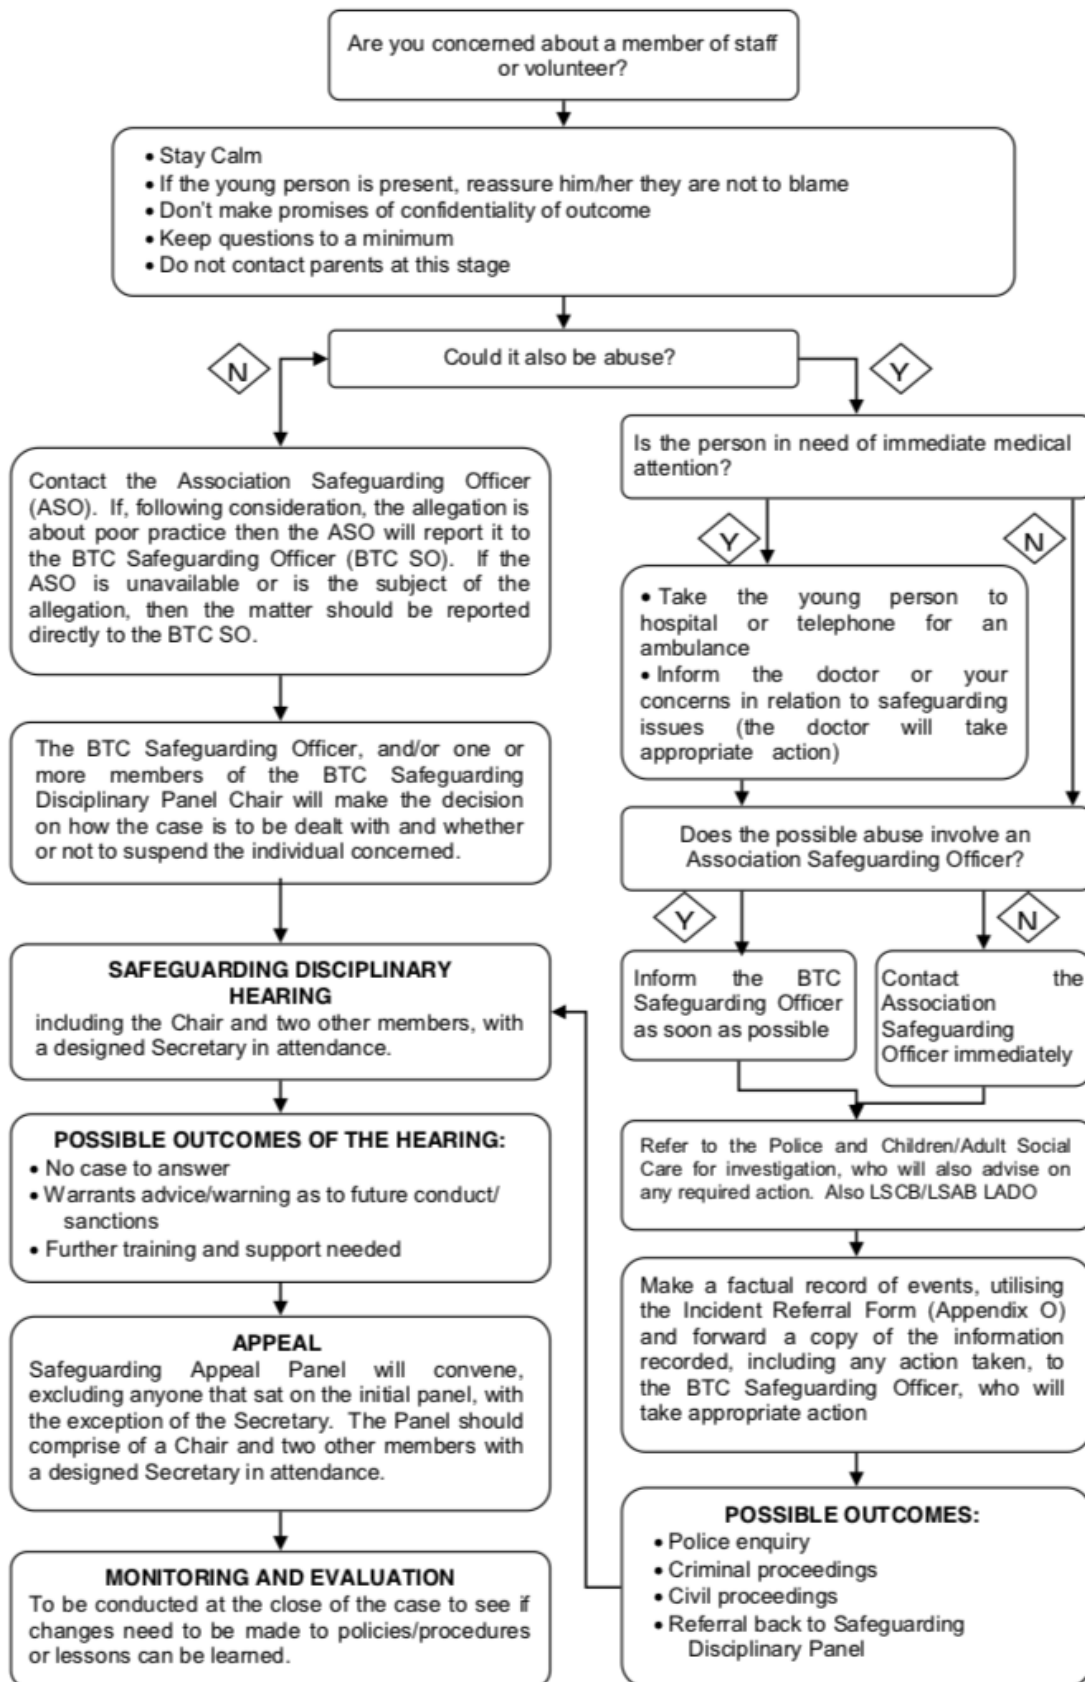 Are you concerned about a member of staff
or volunteer?
• Stay Calm
• If the young person is present, reassure him/her they are not to blame
• Don't make promises of confidentiality of outcome
• Keep questions to a minimum
• Do not contact parents at this stage
Could it also be abuse?
N
Y
Contact the Association Safeguarding Officer
(ASO). If, following consideration, the allegation is
about poor practice then the ASO will report it to
the BTC Safeguarding Officer (BTC SO). If the
ASO is unavailable or is the subject of the
allegation, then the matter should be reported
directly to the BTC SO.
The BTC Safeguarding Officer, and/or one or
more members of the BTC Safeguarding
Disciplinary Panel Chair will make the decision
on how the case is to be dealt with and whether
or not to suspend the individual concerned.
SAFEGUARDING DISCIPLINARY
HEARING
including the Chair and two other members, with
a designed Secretary in attendance.
POSSIBLE OUTCOMES OF THE HEARING:
• No case to answer
• Warrants advice/warning as to future conduct/
sanctions
• Further training and support needed
APPEAL
Safeguarding Appeal Panel will convene,
excluding anyone that sat on the initial panel, with
the exception of the Secretary. The Panel should
comprise of a Chair and two other members with
a designed Secretary in attendance.
MONITORING AND EVALUATION
To be conducted at the close of the case to see if
changes need to be made to policies/procedures
or lessons can be learned.
Is the person in need of immediate medical
attention?
Y
N
• Take the young person to
hospital or telephone for an
ambulance
• Inform the doctor or your
concerns in relation to safeguarding
issues (the doctor will take
appropriate action)
Does the possible abuse involve an
Association Safeguarding Officer?
Y
N
Inform the BTC
Safeguarding Officer
as soon as possible
Contact the
Association
Safeguarding
Officer immediately
Refer to the Police and Children/Adult Social
Care for investigation, who will also advise on
any required action. Also LSCB/LSAB LADO
Make a factual record of events, utilising
the Incident Referral Form (Appendix O)
and forward a copy of the information
recorded, including any action taken, to
the BTC Safeguarding Officer, who will
take appropriate action
POSSIBLE OUTCOMES:
• Police enquiry
• Criminal proceedings
• Civil proceedings
• Referral back to Safeguarding
Disciplinary Panel